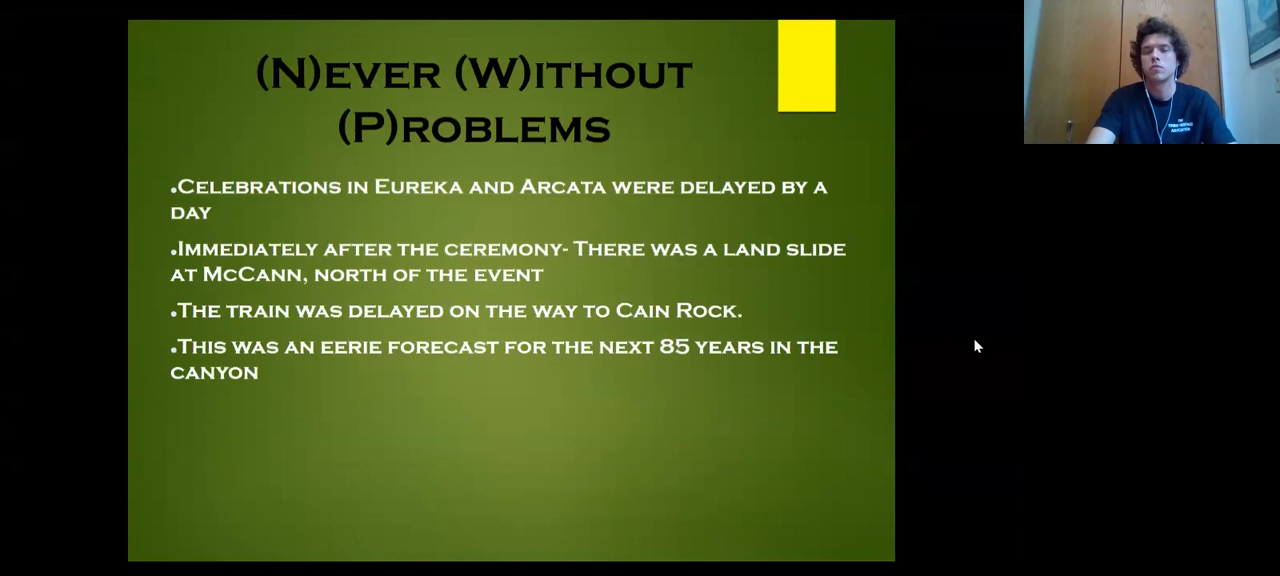 (N)EVER (W)ITHOUT
(P)ROBLEMS
•CELEBRATIONS IN EUREKA AND ARCATA WERE DELAYED BY A
DAY
•IMMEDIATELY AFTER THE CEREMONY- THERE WAS A LAND SLIDE
AT MCCANN, NORTH OF THE EVENT
•THE TRAIN WAS DELAYED ON THE WAY TO CAIN ROCK.
•THIS WAS AN EERIE FORECAST FOR THE NEXT 85 YEARS IN THE
CANYON
THE
ASSOCIATION